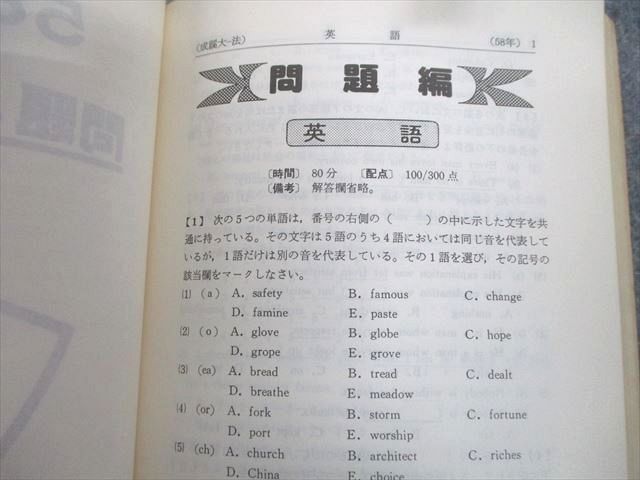 (成蹊大-法) 英 語 (58年) 1
問題編
英 語
〔時間〕 80分 〔配点〕 100/300点
〔備考〕 解答欄省略。
【1】 次の5つの単語は，番号の右側の（　　）の中に示した文字を共
通に持っている。その文字は5語のうち4語においては同じ音を代表して
いるが，1語だけは別の音を代表している。その1語を選び，その記号の
該当欄をマークしなさい。
(1) (a) A. safety B. famous C. change
D. famine E. paste
(2) (o) A. glove B. globe C. hope
D. grope E. grove
(3) (ea) A. bread B. tread C. dealt
D. breathe E. meadow
(4) (or) A. fork B. storm C. fortune
D. port E. worship
(5) (ch) A. church B. architect C. riches
D. China E. choice
問題